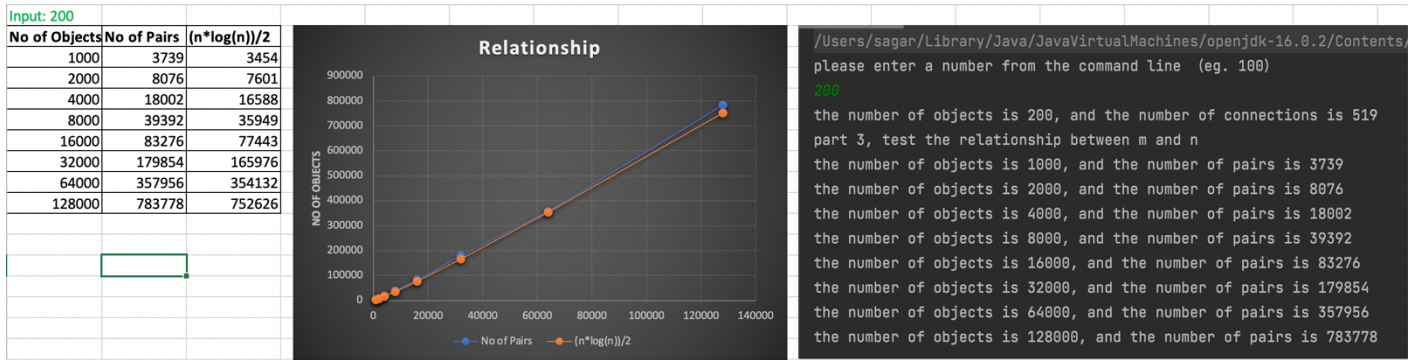 Input: 200
No of Objects No of Pairs (n*log(n))/2
1000 3739 3454
2000 8076 7601
4000 18002 16588
8000 39392 35949
16000 83276 77443
32000 179854 165976
64000 357956 354132
128000 783778 752626
Relationship
NO OF OBJECTS
900000
800000
700000
600000
500000
400000
300000
200000
100000
0
0 20000 40000 60000 80000 100000 120000 140000
No of Pairs (n*log(n))/2
/Users/sagar/Library/Java/JavaVirtualMachines/openjdk-16.0.2/Contents/
please enter a number from the command line (eg. 100)
200
the number of objects is 200, and the number of connections is 519
part 3, test the relationship between m and n
the number of objects is 1000, and the number of pairs is 3739
the number of objects is 2000, and the number of pairs is 8076
the number of objects is 4000, and the number of pairs is 18002
the number of objects is 8000, and the number of pairs is 39392
the number of objects is 16000, and the number of pairs is 83276
the number of objects is 32000, and the number of pairs is 179854
the number of objects is 64000, and the number of pairs is 357956
the number of objects is 128000, and the number of pairs is 783778